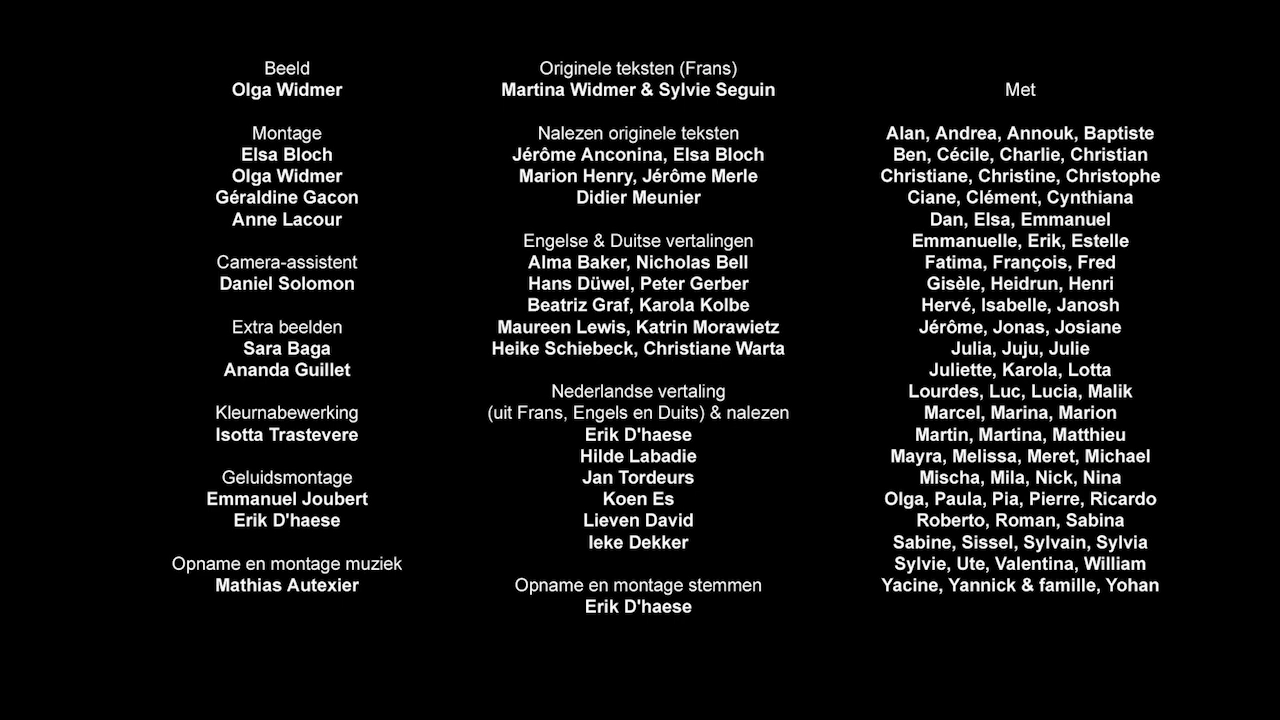 Beeld
Olga Widmer
Montage
Elsa Bloch
Olga Widmer
Géraldine Gacon
Anne Lacour
Camera-assistent
Daniel Solomon
Extra beelden
Sara Baga
Ananda Guillet
Kleurnabewerking
Isotta Trastevere
Geluidsmontage
Emmanuel Joubert
Erik D'haese
Opname en montage muziek
Mathias Autexier
Originele teksten (Frans)
Martina Widmer & Sylvie Seguin
Nalezen originele teksten
Jérôme Anconina, Elsa Bloch
Marion Henry, Jérôme Merle
Didier Meunier
Engelse & Duitse vertalingen
Alma Baker, Nicholas Bell
Hans Düwel, Peter Gerber
Beatriz Graf, Karola Kolbe
Maureen Lewis, Katrin Morawietz
Heike Schiebeck, Christiane Warta
Nederlandse vertaling
(uit Frans, Engels en Duits) & nalezen
Erik D'haese
Hilde Labadie
Jan Tordeurs
Koen Es
Lieven David
Ieke Dekker
Opname en montage stemmen
Erik D'haese
Met
Alan, Andrea, Annouk, Baptiste
Ben, Cécile, Charlie, Christian
Christiane, Christine, Christophe
Ciane, Clément, Cynthiana
Dan, Elsa, Emmanuel
Emmanuelle, Erik, Estelle
Fatima, François, Fred
Gisèle, Heidrun, Henri
Hervé, Isabelle, Janosh
Jérôme, Jonas, Josiane
Julia, Juju, Julie
Juliette, Karola, Lotta
Lourdes, Luc, Lucia, Malik
Marcel, Marina, Marion
Martin, Martina, Matthieu
Mayra, Melissa, Meret, Michael
Mischa, Mila, Nick, Nina
Olga, Paula, Pia, Pierre, Ricardo
Roberto, Roman, Sabina
Sabine, Sissel, Sylvain, Sylvia
Sylvie, Ute, Valentina, William
Yacine, Yannick & famille, Yohan